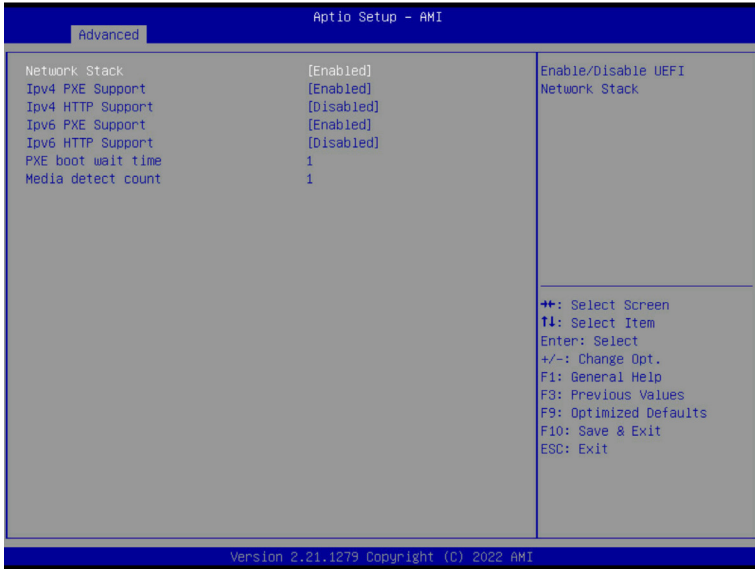 Aptio Setup – AMI
Advanced
Network Stack [Enabled]
Ipv4 PXE Support [Enabled]
Ipv4 HTTP Support [Disabled]
Ipv6 PXE Support [Enabled]
Ipv6 HTTP Support [Disabled]
PXE boot wait time 1
Media detect count 1
Enable/Disable UEFI
Network Stack
→←: Select Screen
↑↓: Select Item
Enter: Select
+/-: Change Opt.
F1: General Help
F3: Previous Values
F9: Optimized Defaults
F10: Save & Exit
ESC: Exit
Version 2.21.1279 Copyright (C) 2022 AMI